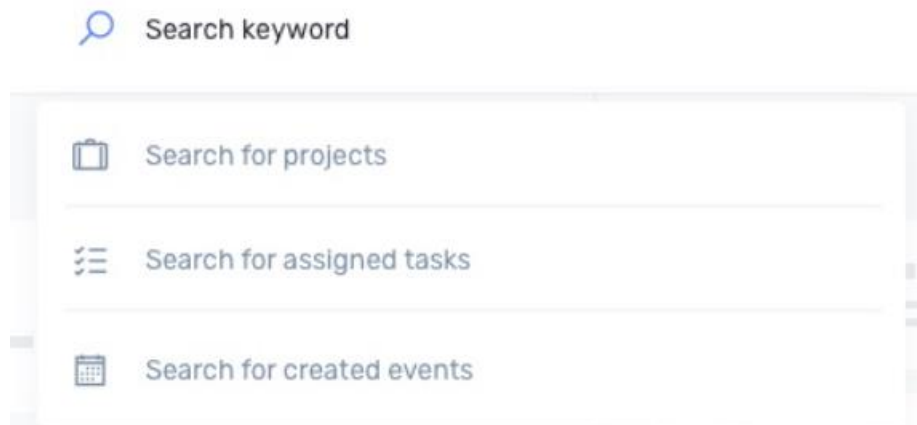 Search keyword
Search for projects
Search for assigned tasks
Search for created events